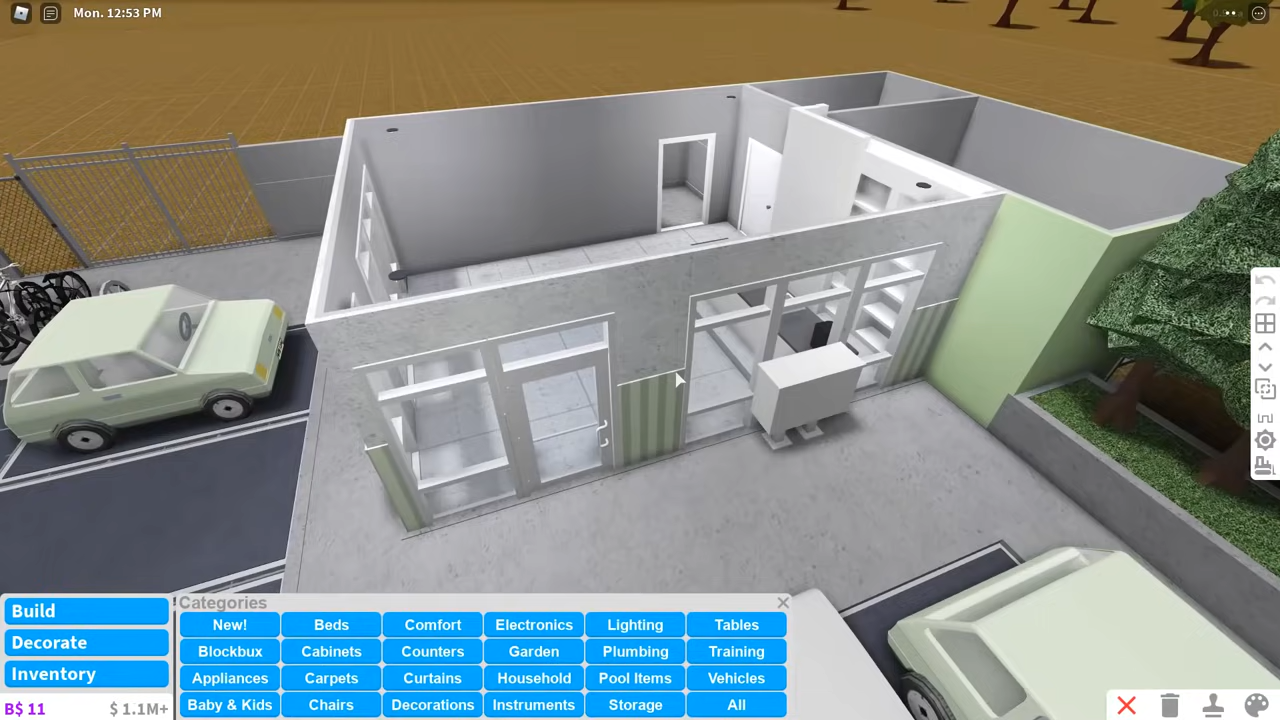 Mon. 12:53 PM
Build
Decorate
Inventory
B$ 11 $ 1.1M+
Categories
New! Beds Comfort Electronics Lighting Tables
Blockbux Cabinets Counters Garden Plumbing Training
Appliances Carpets Curtains Household Pool Items Vehicles
Baby & Kids Chairs Decorations Instruments Storage All